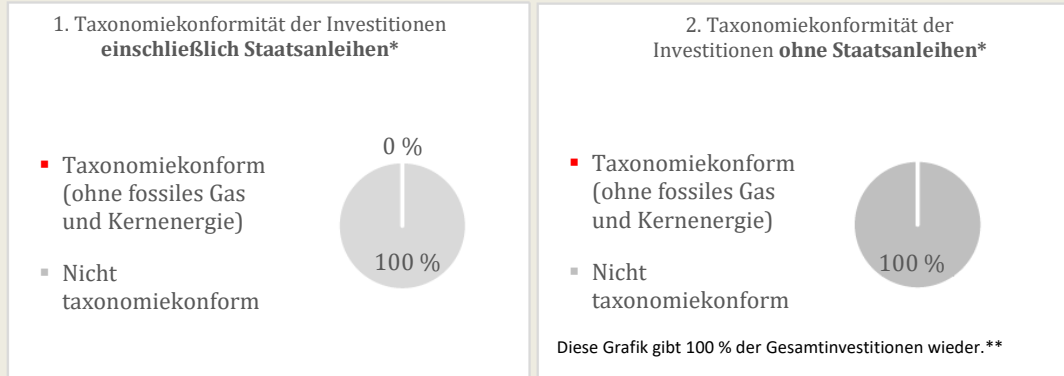 1. Taxonomiekonformität der Investitionen
einschließlich Staatsanleihen*
Taxonomiekonform
(ohne fossiles Gas
und Kernenergie)
Nicht
taxonomiekonform
0 %
100 %
2. Taxonomiekonformität der
Investitionen ohne Staatsanleihen*
Taxonomiekonform
(ohne fossiles Gas
und Kernenergie)
Nicht
taxonomiekonform
100 %
Diese Grafik gibt 100 % der Gesamtinvestitionen wieder.**